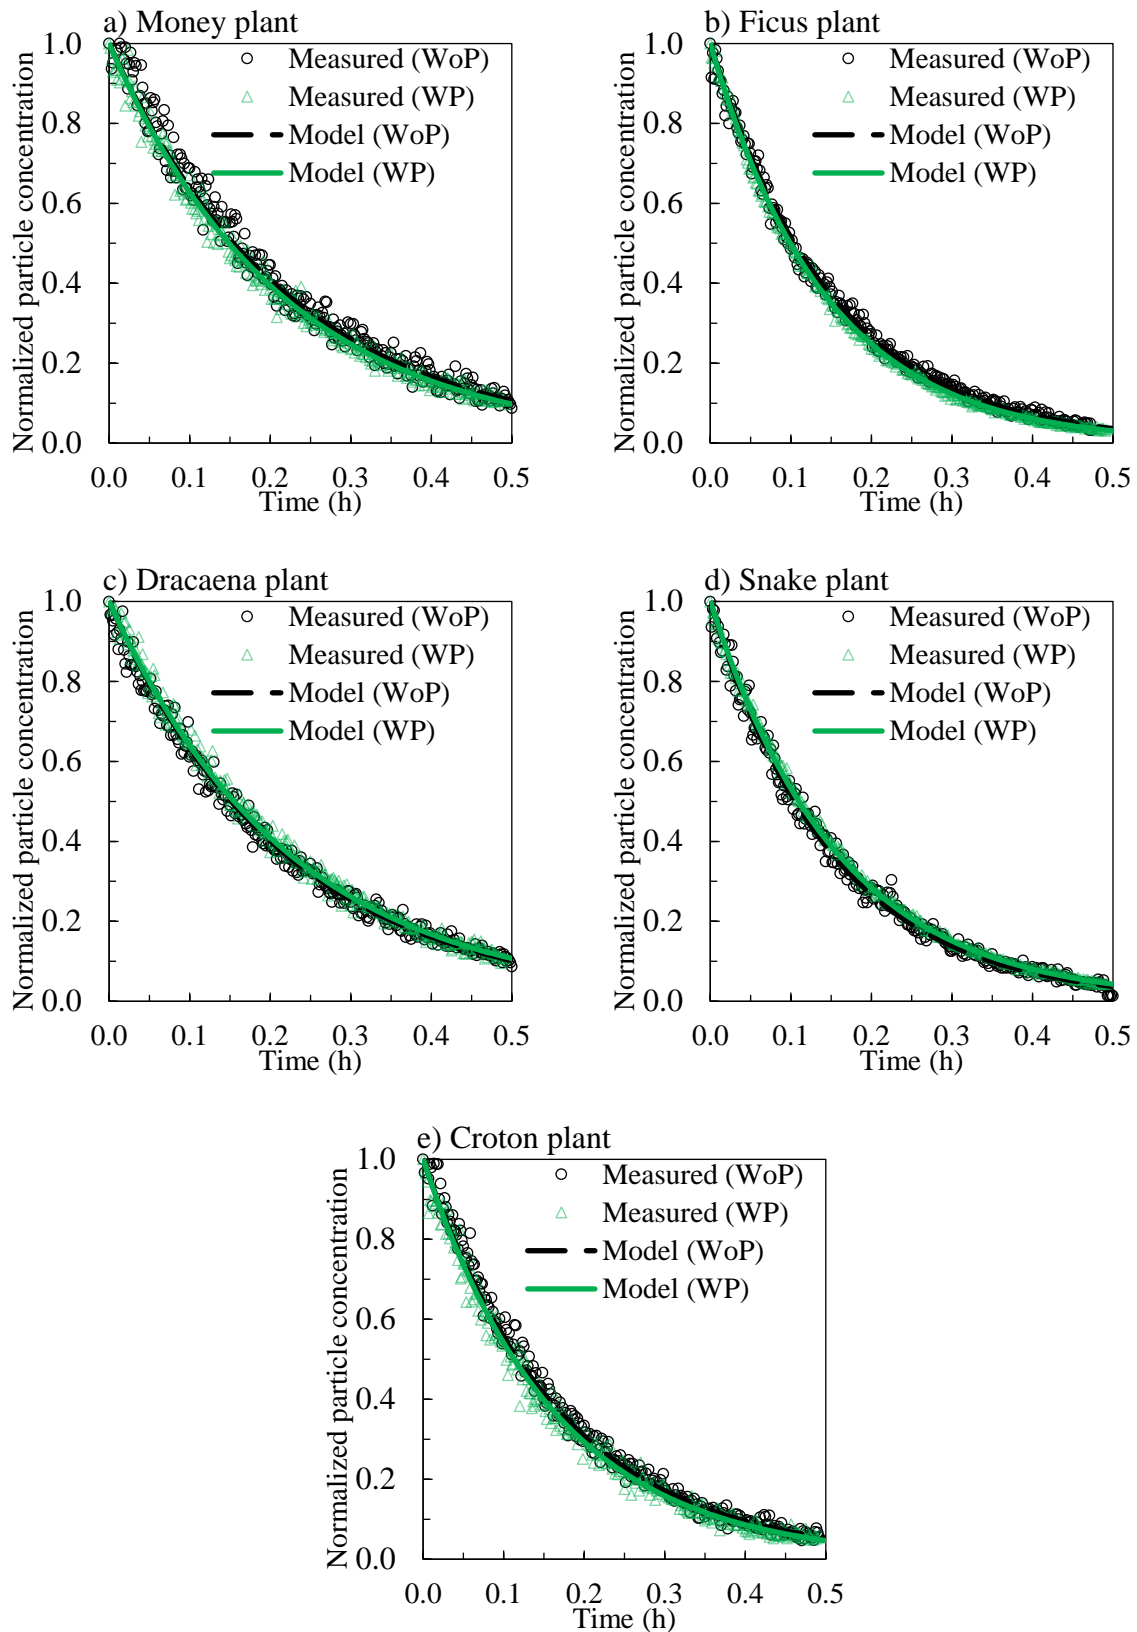 a) Money plant
Normalized particle concentration
1.0
0.8
0.6
0.4
0.2
0.0
Measured (WoP)
Measured (WP)
Model (WoP)
Model (WP)
0.0 0.1 0.2 0.3 0.4 0.5
Time (h)
b) Ficus plant
Normalized particle concentration
1.0
0.8
0.6
0.4
0.2
0.0
Measured (WoP)
Measured (WP)
Model (WoP)
Model (WP)
0.0 0.1 0.2 0.3 0.4 0.5
Time (h)
c) Dracaena plant
Normalized particle concentration
1.0
0.8
0.6
0.4
0.2
0.0
Measured (WoP)
Measured (WP)
Model (WoP)
Model (WP)
0.0 0.1 0.2 0.3 0.4 0.5
Time (h)
d) Snake plant
Normalized particle concentration
1.0
0.8
0.6
0.4
0.2
0.0
Measured (WoP)
Measured (WP)
Model (WoP)
Model (WP)
0.0 0.1 0.2 0.3 0.4 0.5
Time (h)
e) Croton plant
Normalized particle concentration
1.0
0.8
0.6
0.4
0.2
0.0
Measured (WoP)
Measured (WP)
Model (WoP)
Model (WP)
0.0 0.1 0.2 0.3 0.4 0.5
Time (h)